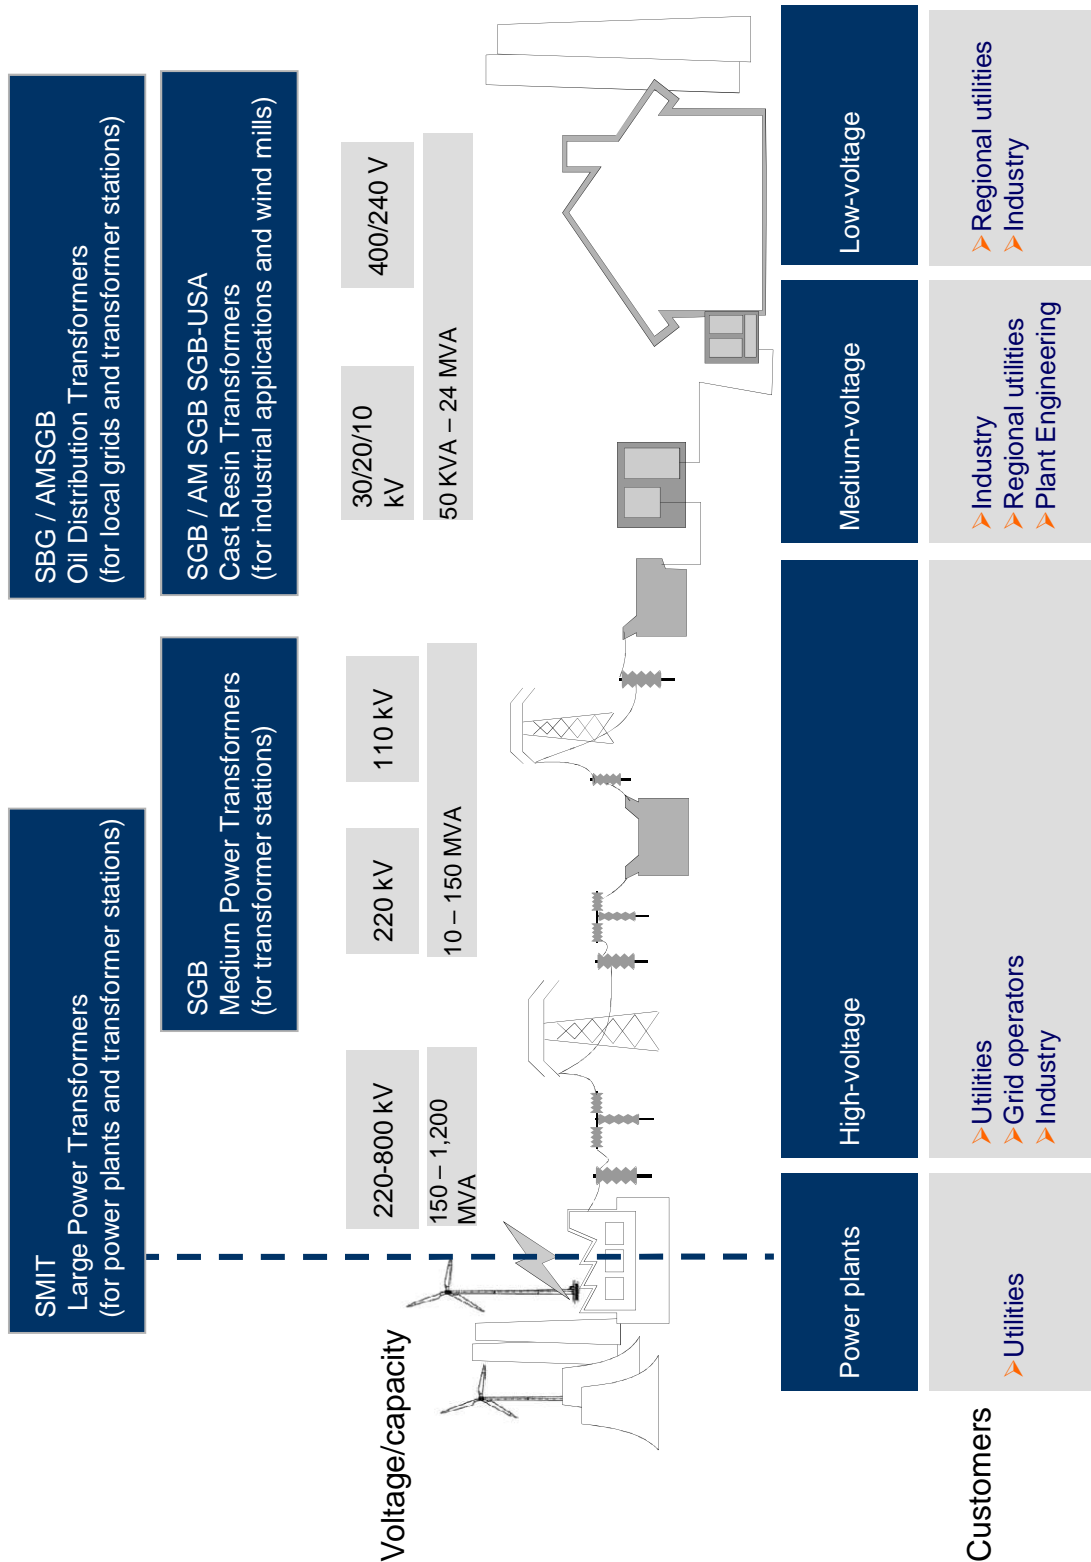 SMIT
Large Power Transformers
(for power plants and transformer stations)
SBG / AMSGB
Oil Distribution Transformers
(for local grids and transformer stations)
SGB
Medium Power Transformers
(for transformer stations)
SGB / AM SGB SGB-USA
Cast Resin Transformers
(for industrial applications and wind mills)
Voltage/capacity
220-800 kV
220 kV
110 kV
30/20/10
kV
400/240 V
150 – 1,200
MVA
10 – 150 MVA
50 KVA – 24 MVA
Power plants
High-voltage
Medium-voltage
Low-voltage
Customers
Utilities
Utilities
Grid operators
Industry
Industry
Regional utilities
Plant Engineering
Regional utilities
Industry